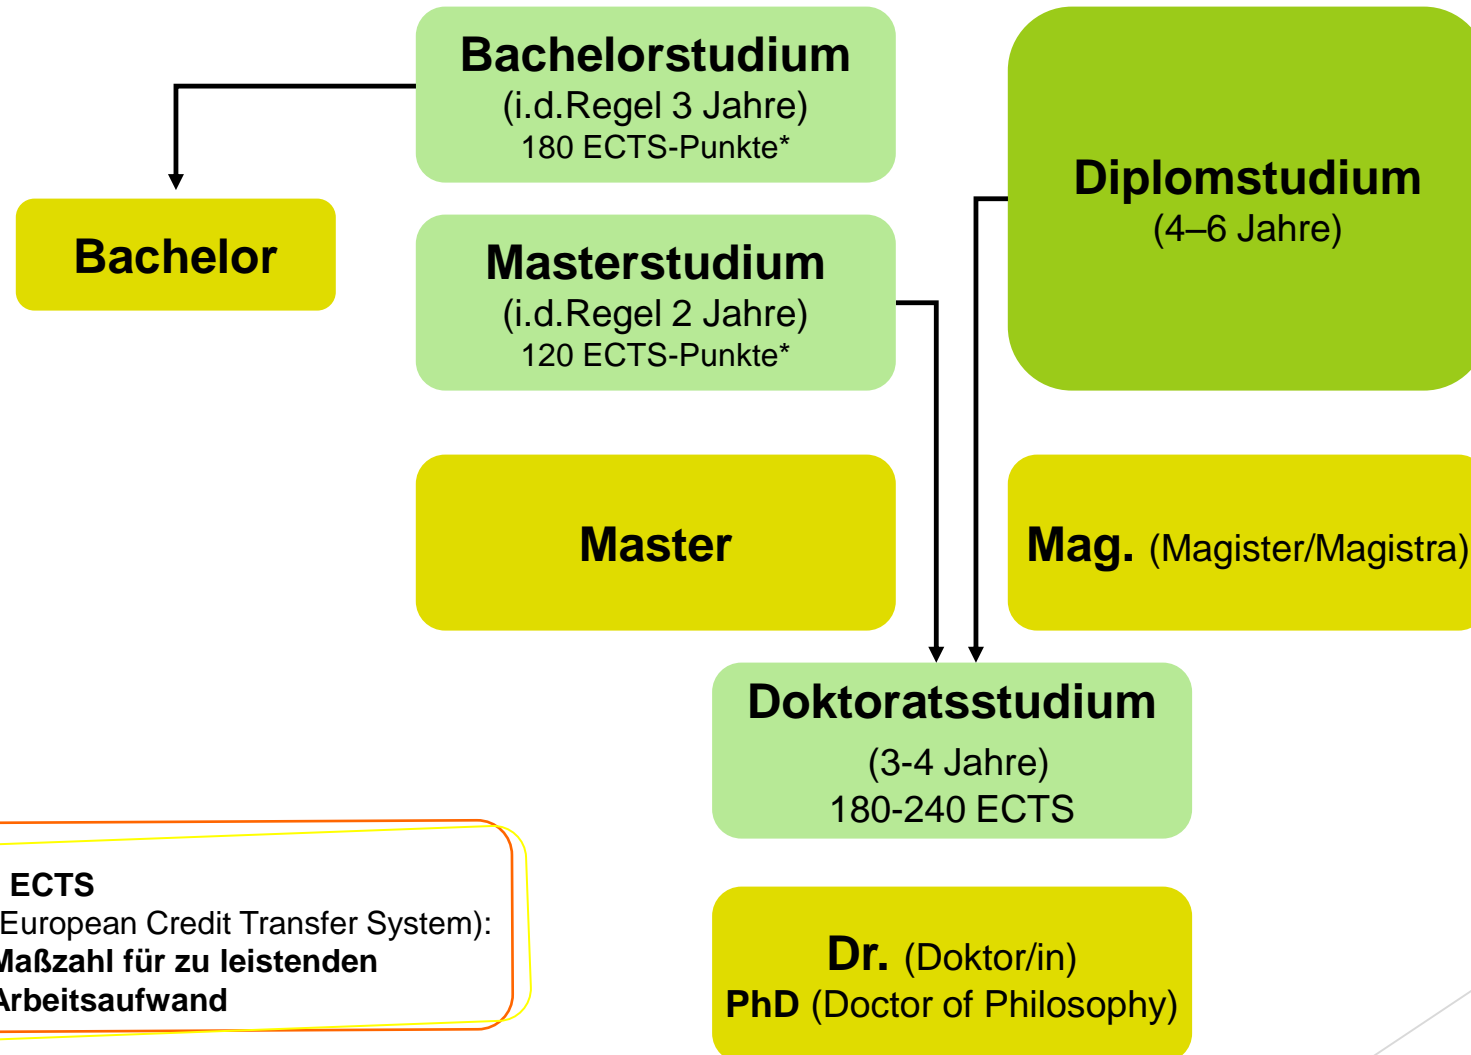 Bachelorstudium
(i.d.Regel 3 Jahre)
180 ECTS-Punkte*
Bachelor
Masterstudium
(i.d.Regel 2 Jahre)
120 ECTS-Punkte*
Diplomstudium
(4–6 Jahre)
Master
Mag. (Magister/Magistra)
Doktoratsstudium
(3-4 Jahre)
180-240 ECTS
Dr. (Doktor/in)
PhD (Doctor of Philosophy)
ECTS
(European Credit Transfer System):
Maßzahl für zu leistenden
Arbeitsaufwand